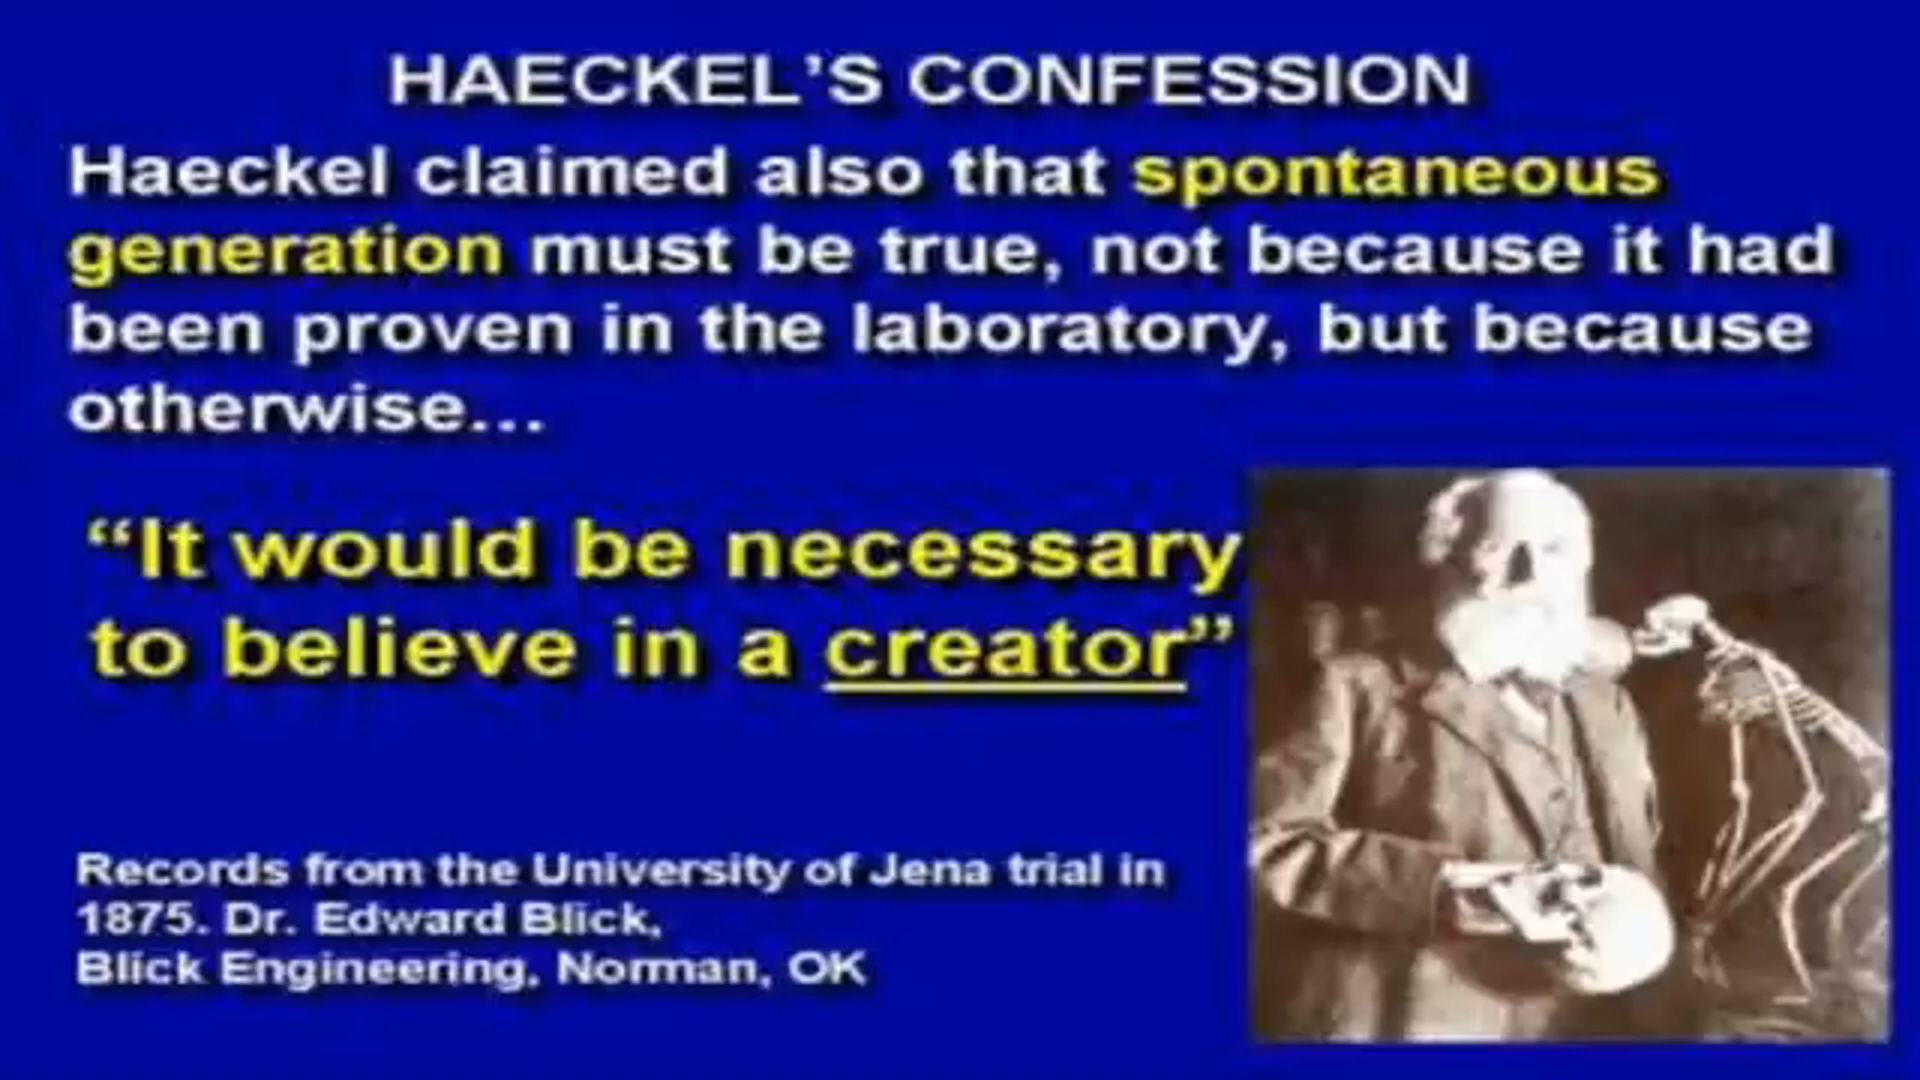 HAECKEL’S CONFESSION
Haeckel claimed also that spontaneous
generation must be true, not because it had
been proven in the laboratory, but because
otherwise...
“It would be necessary
to believe in a creator”
Records from the University of Jena trial in
1875. Dr. Edward Blick,
Blick Engineering, Norman, OK